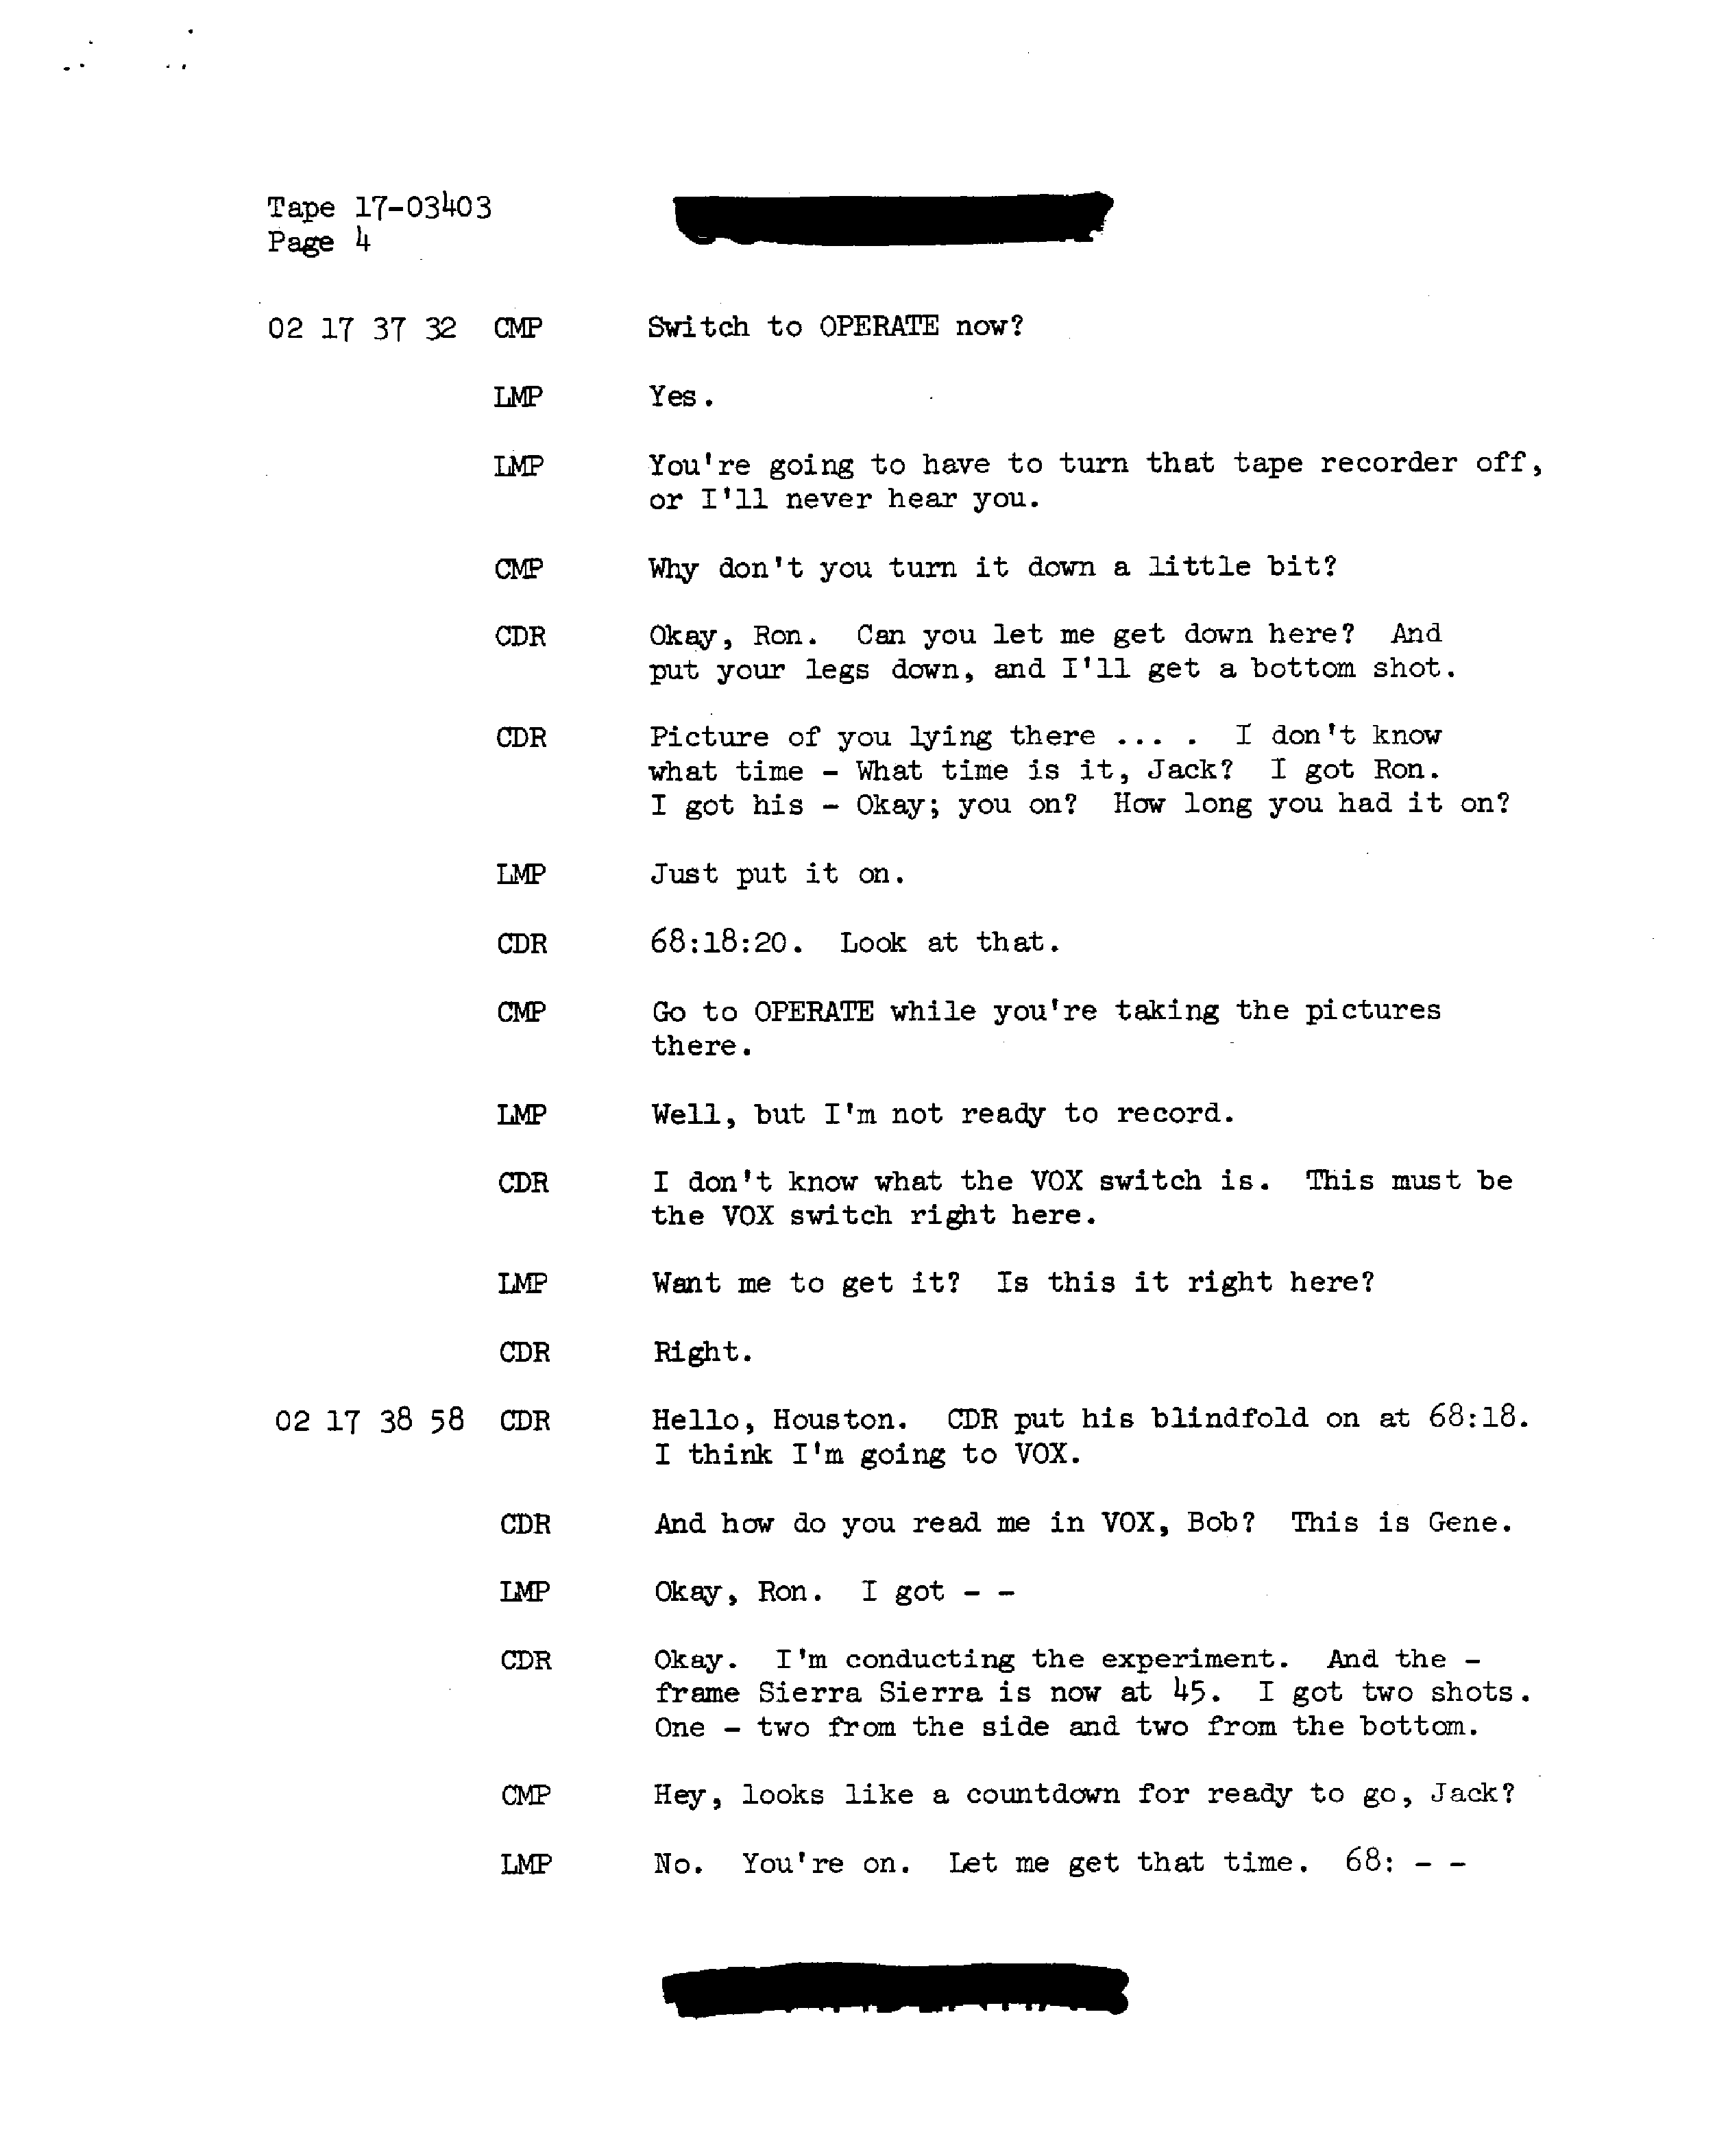 Tape 17-03403
Page 4
02 17 37 32 CMP Switch to OPERATE now?
LMP Yes.
LMP You're going to have to turn that tape recorder off,
or I'll never hear you.
CMP Why don't you turn it down a little bit?
CDR Okay, Ron. Can you let me get down here? And
put your legs down, and I'll get a bottom shot.
CDR Picture of you lying there ... . I don't know
what time - What time is it, Jack? I got Ron.
I got his - Okay; you on? How long you had it on?
LMP Just put it on.
CDR 68:18:20. Look at that.
CMP Go to OPERATE while you're taking the pictures
there.
LMP Well, but I'm not ready to record.
CDR I don't know what the VOX switch is. This must be
the VOX switch right here.
LMP Want me to get it? Is this it right here?
CDR Right.
02 17 38 58 CDR Hello, Houston. CDR put his blindfold on at 68:18.
I think I'm going to VOX.
CDR And how do you read me in VOX, Bob? This is Gene.
LMP Okay, Ron. I got - -
CDR Okay. I'm conducting the experiment. And the -
frame Sierra Sierra is now at 45. I got two shots.
One - two from the side and two from the bottom.
CMP Hey, looks like a countdown for ready to go, Jack?
LMP No. You're on. Let me get that time. 68: - -